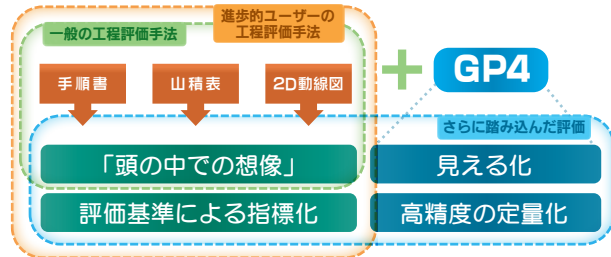 一般の工程評価手法
進歩的ユーザーの
工程評価手法
手順書
山積表
2D動線図
+
GP4
さらに踏み込んだ評価
「頭の中での想像」
見える化
評価基準による指標化
高精度の定量化